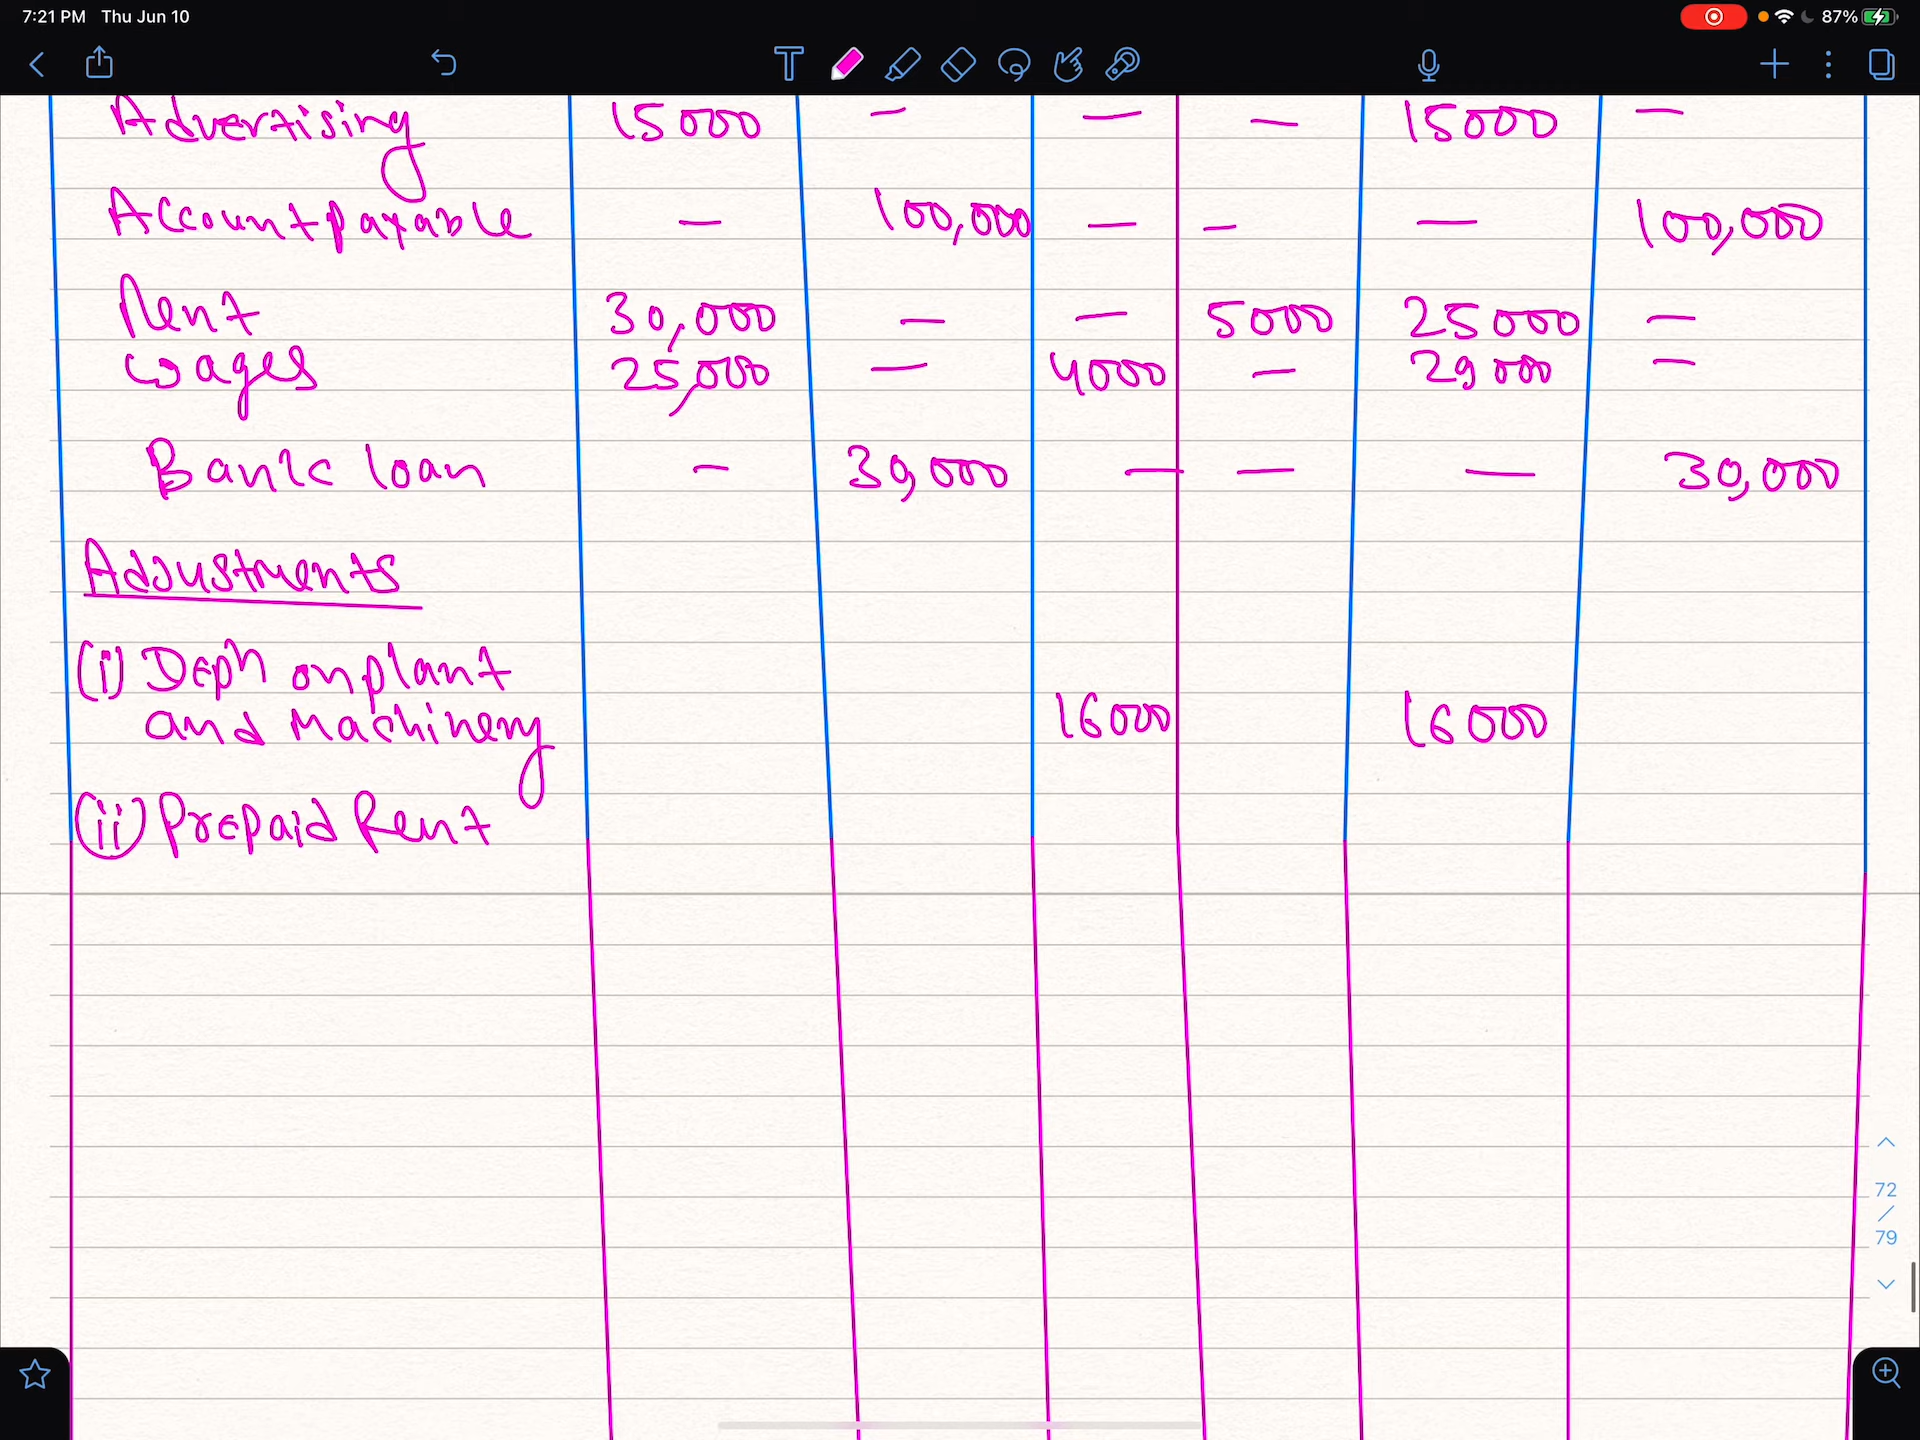 7:21 PM Thu Jun 10
87%
T
Advertising 15000 — — — 15000 —
Account payable — 100,000 — — — 100,000
Rent 30,000 — — 5000 25000 —
wages 25,000 — 4000 — 29000 —
Bank loan — 30,000 — — — 30,000
Adjustments
(i) Deph on plant
and Machinery 16000 16000
(ii) Prepaid Rent
72
/
79